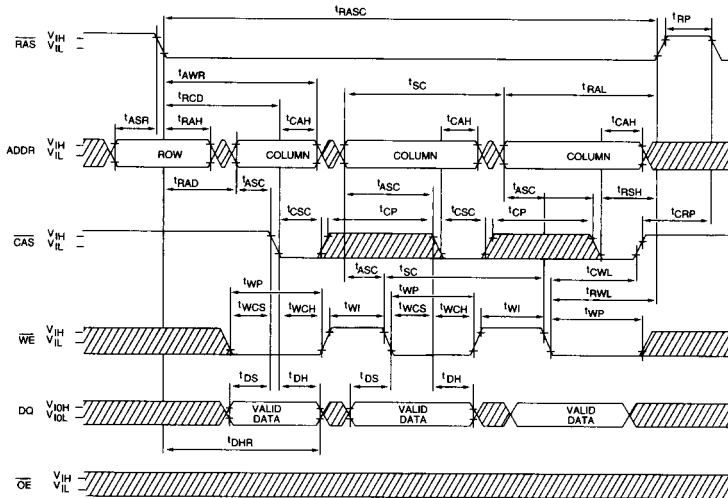 tRASC
tRP
RAS VIH
VIL
tAWR
tSC
tRCD
tRAL
tASR tRAH tCAH tCAH tCAH
ADDR VIH
VIL
ROW COLUMN COLUMN COLUMN
tRAD tASC tASC tASC tRSH
tCSC tCP tCSC tCP tCRP
CAS VIH
VIL
tASC tSC tCWL
tWP tWP tRWL
tWCS tWCH tWI tWCS tWCH tWI tWP
WE VIH
VIL
tDS tDH tDS tDH
DQ VIOH
VIOL
VALID DATA VALID DATA VALID DATA
tDHR
OE VIH
VIL